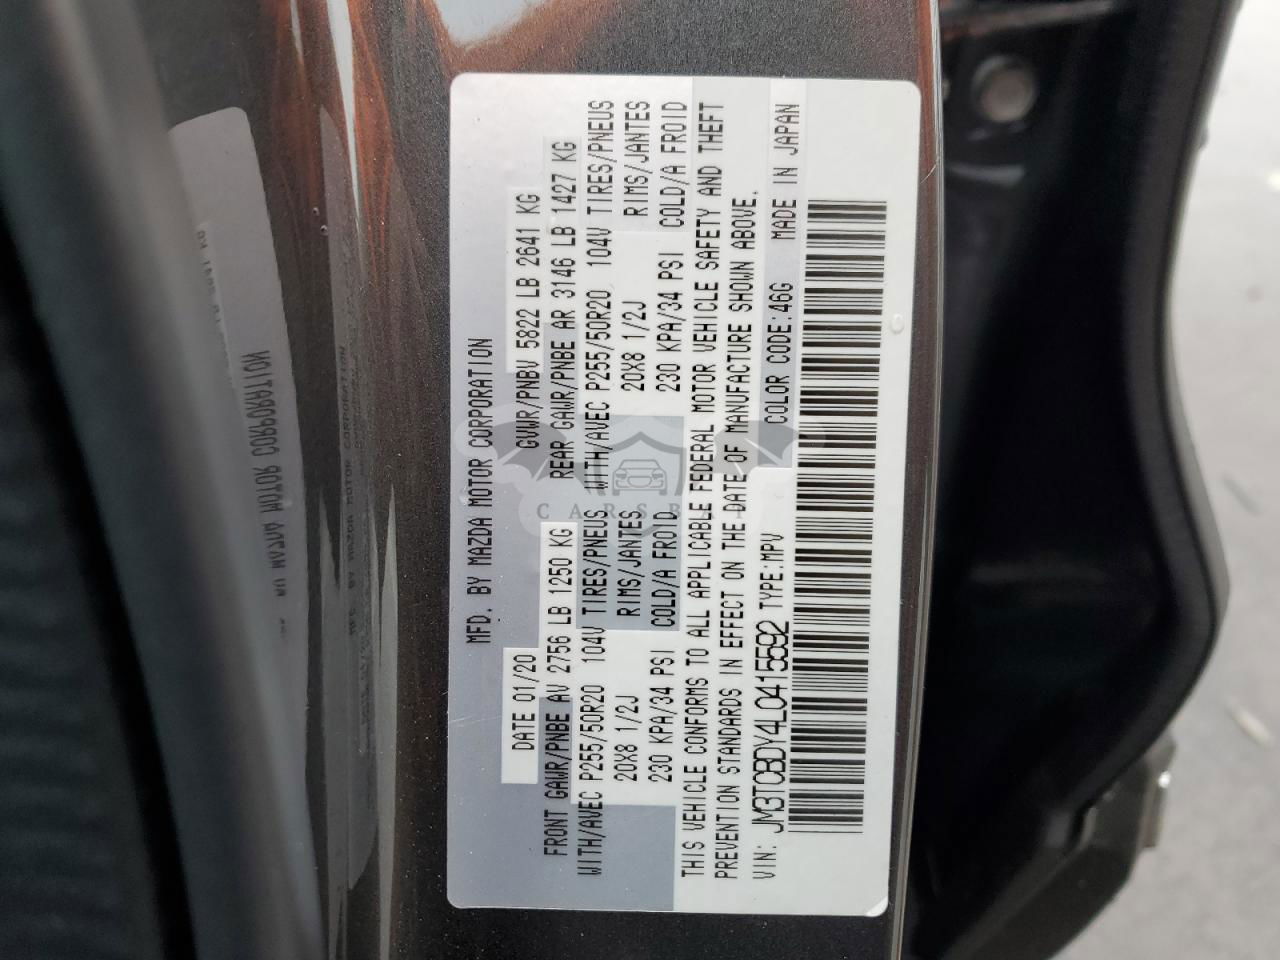 MFD. BY MAZDA MOTOR CORPORATION
DATE 01/20 GVWR/PNBV 5822 LB 2641 KG
FRONT GAWR/PNBE AV 2756 LB 1250 KG REAR GAWR/PNBE AR 3146 LB 1427 KG
WITH/AVEC P255/50R20 104V TIRES/PNEUS WITH/AVEC P255/50R20 104V TIRES/PNEUS
20X8 1/2J RIMS/JANTES 20X8 1/2J RIMS/JANTES
230 KPA/34 PSI COLD/A FROID 230 KPA/34 PSI COLD/A FROID
THIS VEHICLE CONFORMS TO ALL APPLICABLE FEDERAL MOTOR VEHICLE SAFETY AND THEFT
PREVENTION STANDARDS IN EFFECT ON THE DATE OF MANUFACTURE SHOWN ABOVE.
VIN: JM3TCBDY4L0415592 TYPE:MPV COLOR CODE:46G MADE IN JAPAN